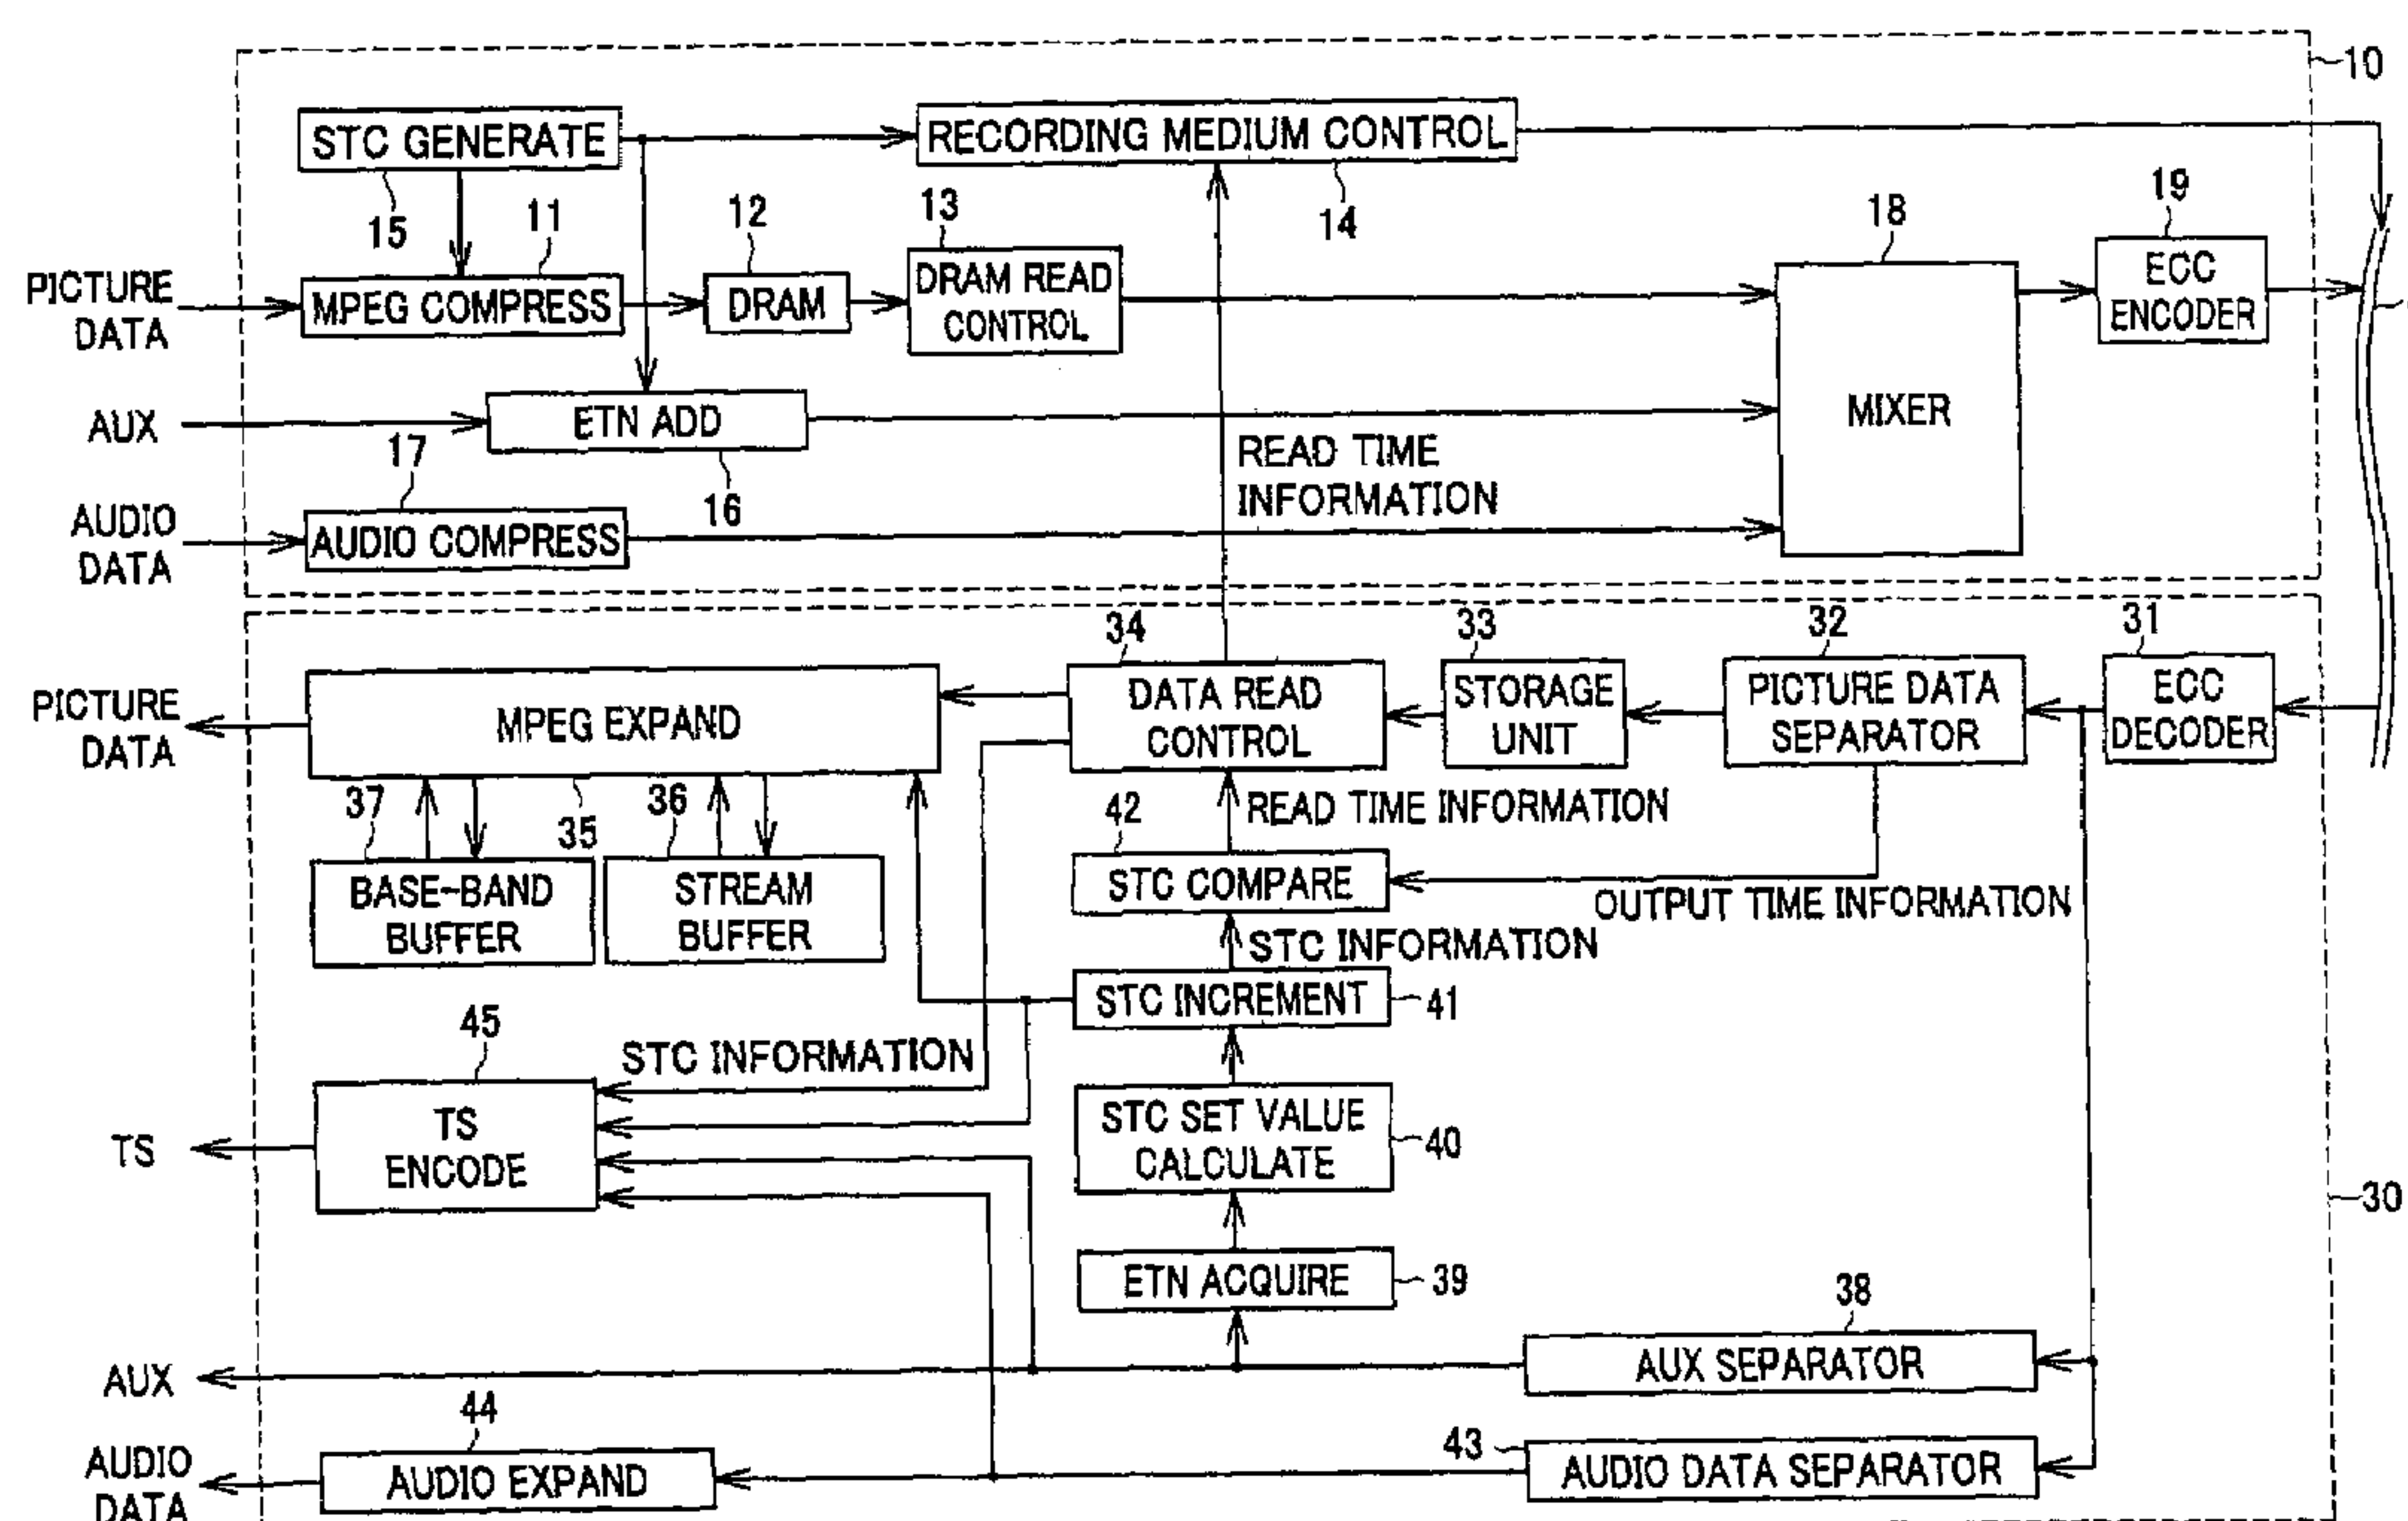 10
STC GENERATE
RECORDING MEDIUM CONTROL
15
11
12
13
14
18
19
PICTURE
DATA
MPEG COMPRESS
DRAM
DRAM READ
CONTROL
ECC
ENCODER
MIXER
AUX
ETN ADD
17
16
READ TIME
INFORMATION
AUDIO
DATA
AUDIO COMPRESS
34
33
32
31
PICTURE
DATA
MPEG EXPAND
DATA READ
CONTROL
STORAGE
UNIT
PICTURE DATA
SEPARATOR
ECC
DECODER
37
35
36
42
READ TIME INFORMATION
BASE-BAND
BUFFER
STREAM
BUFFER
STC COMPARE
OUTPUT TIME INFORMATION
STC INFORMATION
STC INCREMENT
41
45
STC INFORMATION
TS
TS
ENCODE
STC SET VALUE
CALCULATE
40
30
ETN ACQUIRE
39
38
AUX
AUX SEPARATOR
44
43
AUDIO
DATA
AUDIO EXPAND
AUDIO DATA SEPARATOR